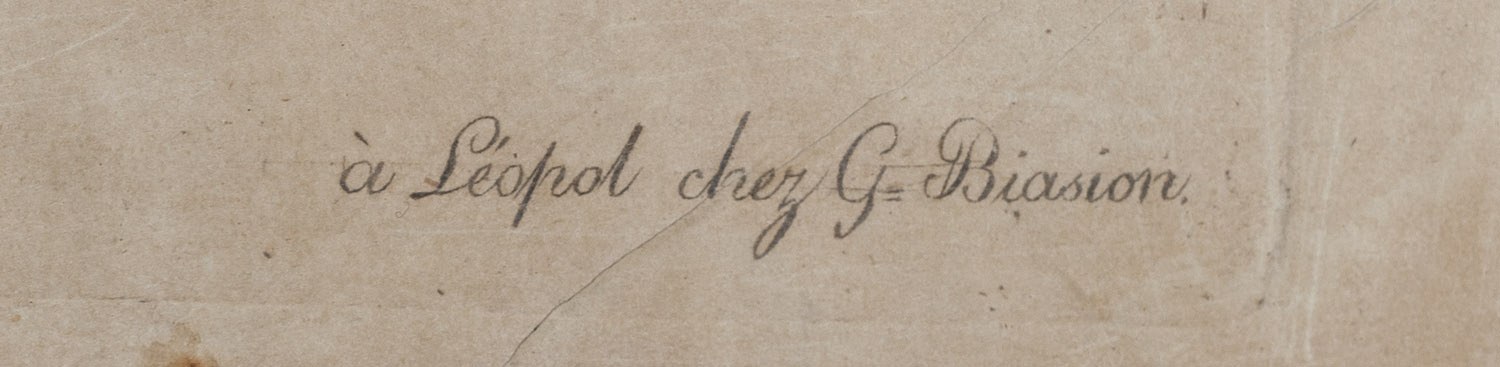 à Léopol chez G= Biasion.